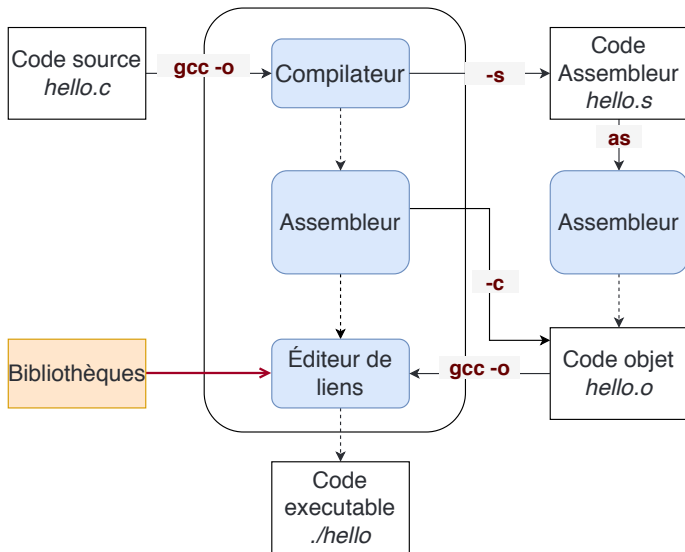 Code source
hello.c
gcc -o
Compilateur
-s
Code
Assembleur
hello.s
as
Assembleur
Assembleur
-c
Bibliothèques
Éditeur de
liens
gcc -o
Code objet
hello.o
Code
executable
./hello